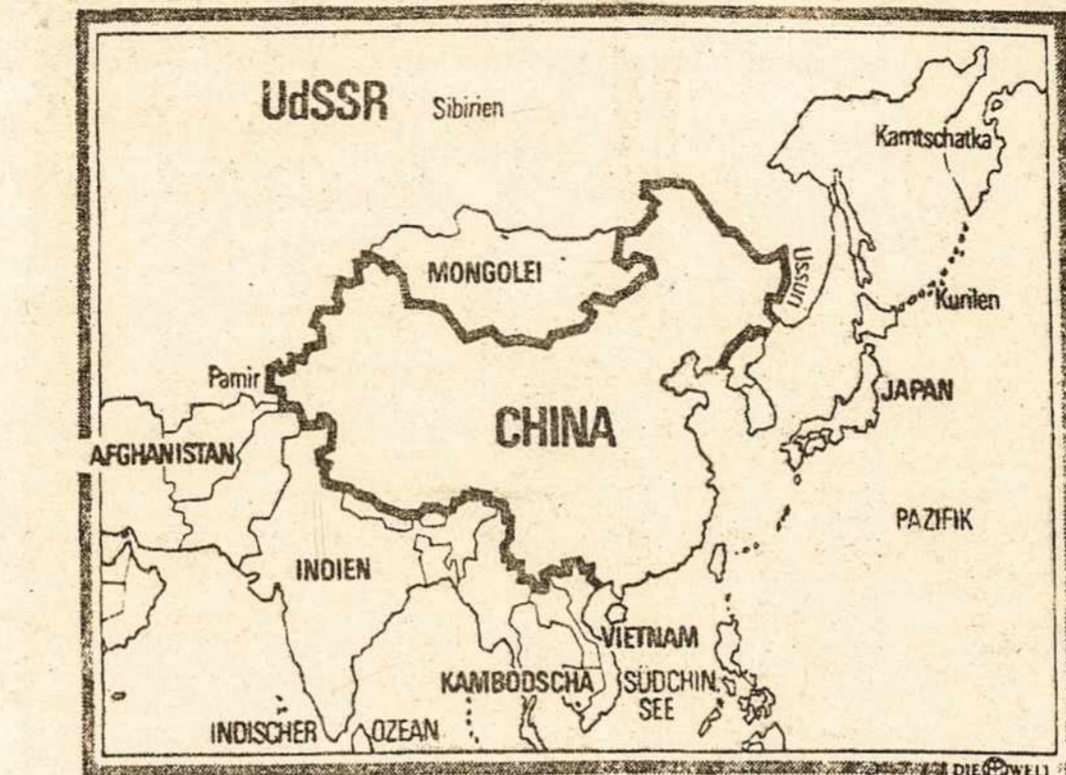 UdSSR Sibirien
Kamtschatka
MONGOLEI
Ussuri
Kurilen
Pamir
JAPAN
CHINA
AFGHANISTAN
PAZIFIK
INDIEN
VIETNAM
KAMBODSCHA
SÜDCHIN.
SEE
INDISCHER OZEAN
DIE WELT